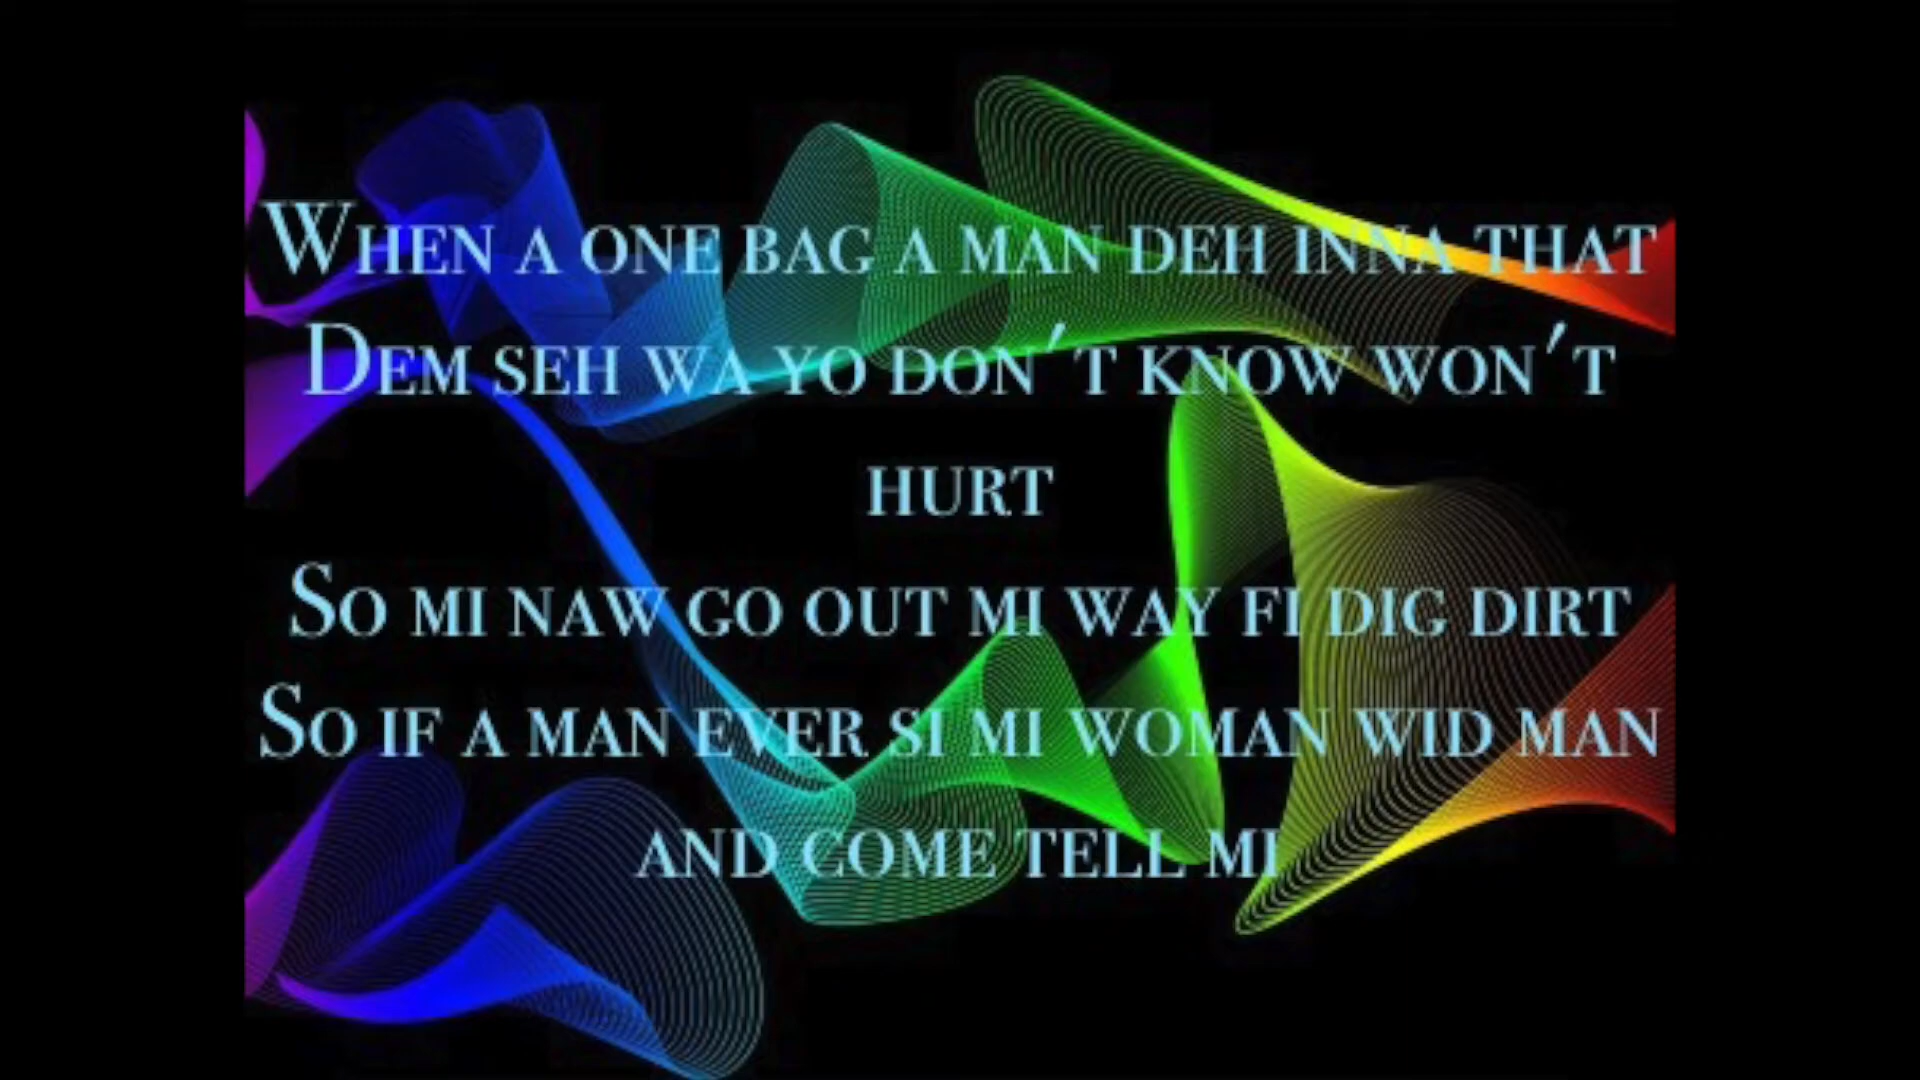 When a one bag a man deh inna that
Dem seh wa yo don't know won't
hurt
So mi naw go out mi way fi dig dirt
So if a man ever si mi woman wid man
and come tell mi